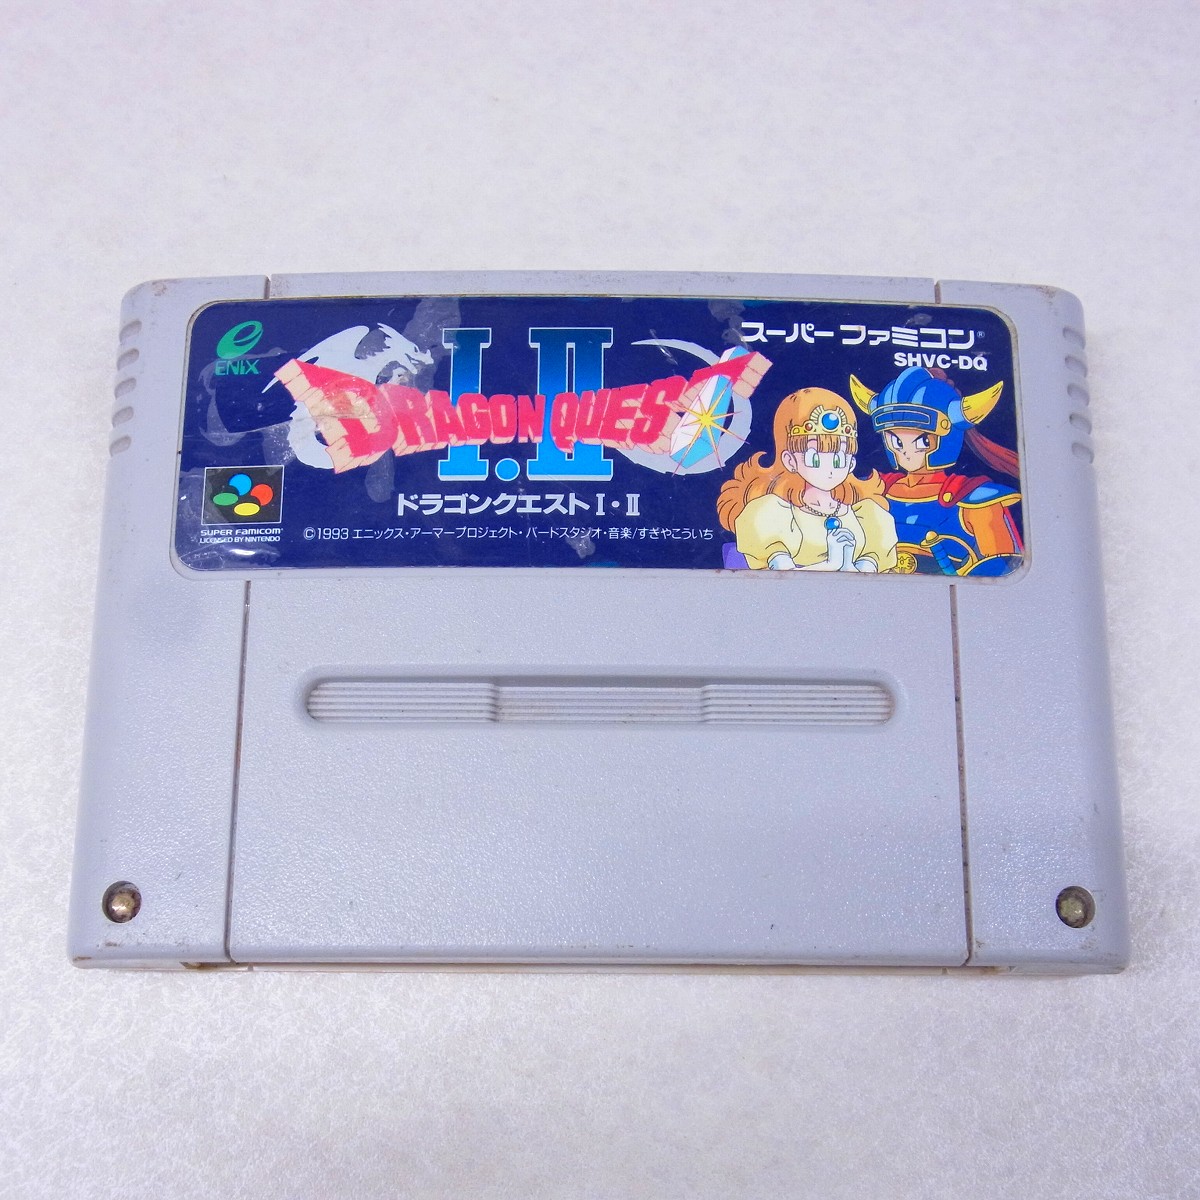 ENIX
I.II
DRAGON QUEST
スーパーファミコン®
SHVC-DQ
ドラゴンクエストI・II
SUPER FAMICOM
LICENSED BY NINTENDO
©1993 エニックス・アーマープロジェクト・バードスタジオ・音楽/すぎやこういち